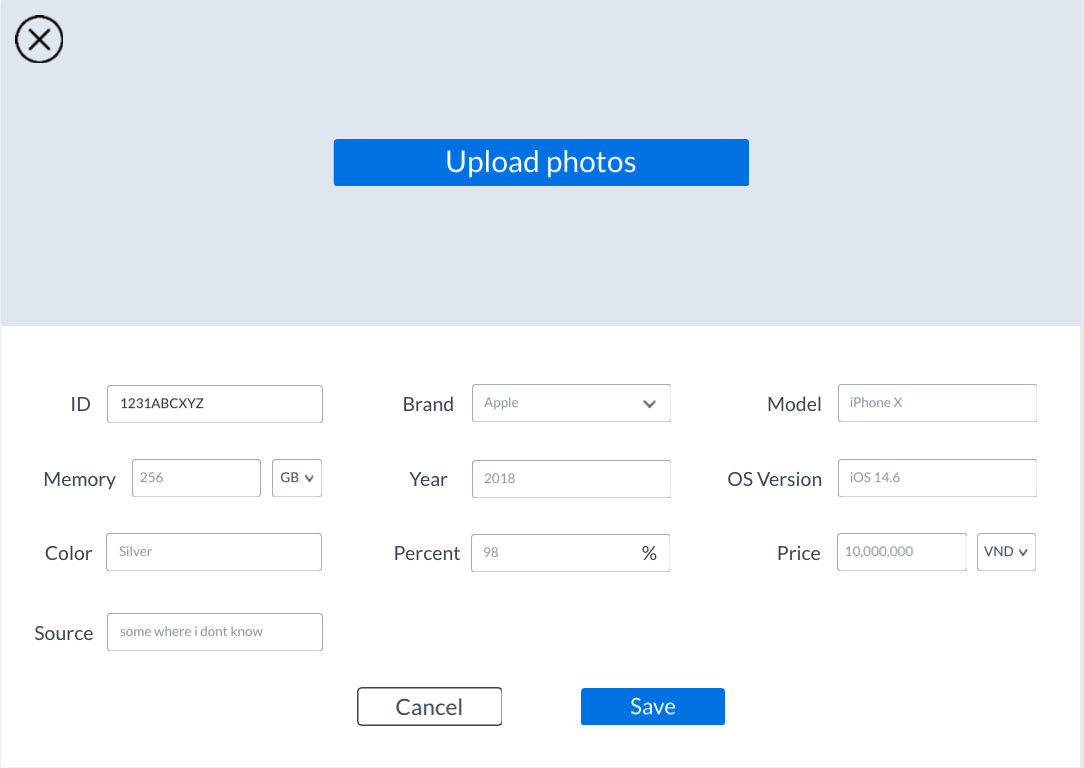 Upload photos
ID 1231ABCXYZ Brand Apple Model iPhone X
Memory 256 GB Year 2018 OS Version iOS 14.6
Color Silver Percent 98 % Price 10,000,000 VND
Source some where i dont know
Cancel Save